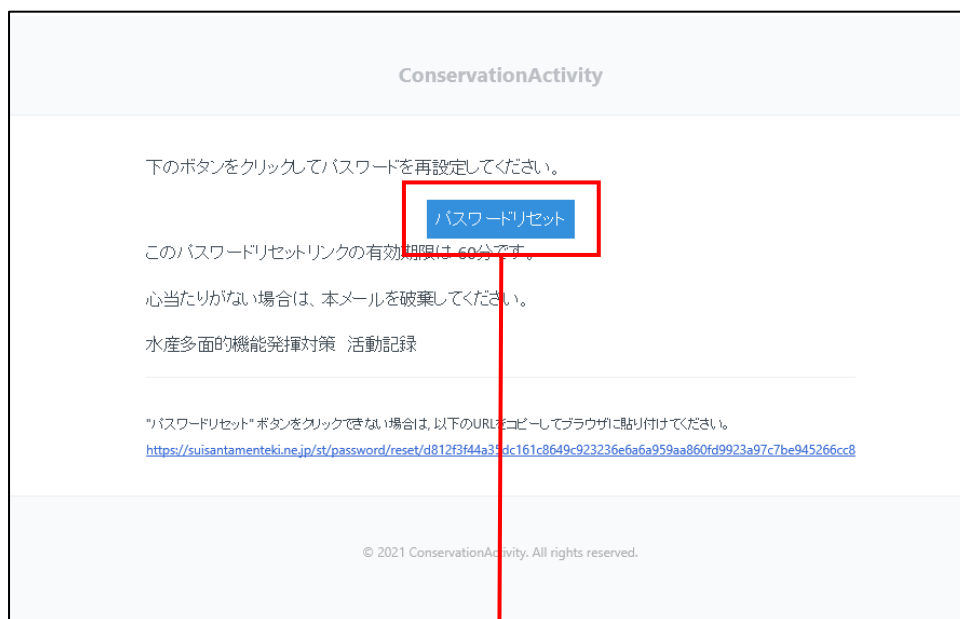 ConservationActivity
下のボタンをクリックしてパスワードを再設定してください。
パスワードリセット
このパスワードリセットリンクの有効期限は 60分です。
心当たりがない場合は、本メールを破棄してください。
水産多面的機能発揮対策 活動記録
"パスワードリセット" ボタンをクリックできない場合は, 以下のURLをコピーしてブラウザに貼り付けてください。
https://suisantamenteki.ne.jp/st/password/reset/d812f3f44a35dc161c8649c923236e6a6a959aa860fd9923a97c7be945266cc8
© 2021 ConservationActivity. All rights reserved.